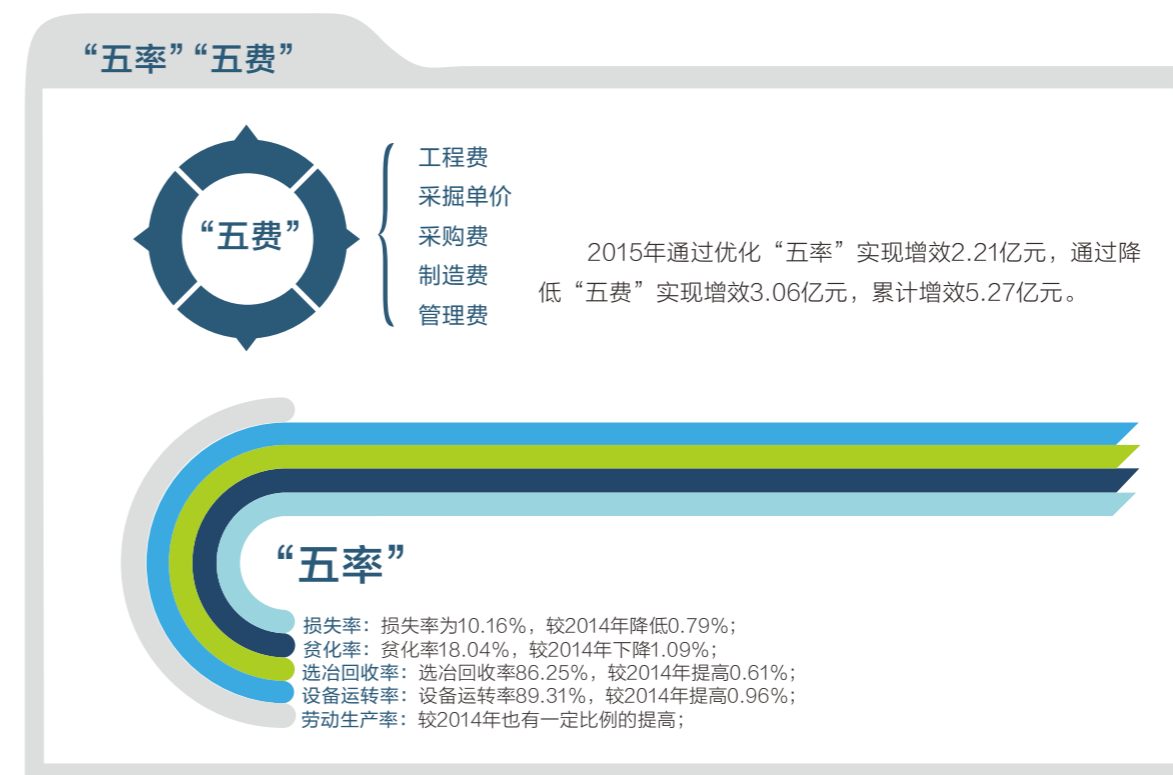 “五率”“五费”
“五费”
工程费
采掘单价
采购费
制造费
管理费
2015年通过优化“五率”实现增效2.21亿元，通过降
低“五费”实现增效3.06亿元，累计增效5.27亿元。
“五率”
损失率：损失率为10.16%，较2014年降低0.79%；
贫化率：贫化率18.04%，较2014年下降1.09%；
选冶回收率：选冶回收率86.25%，较2014年提高0.61%；
设备运转率：设备运转率89.31%，较2014年提高0.96%；
劳动生产率：较2014年也有一定比例的提高；